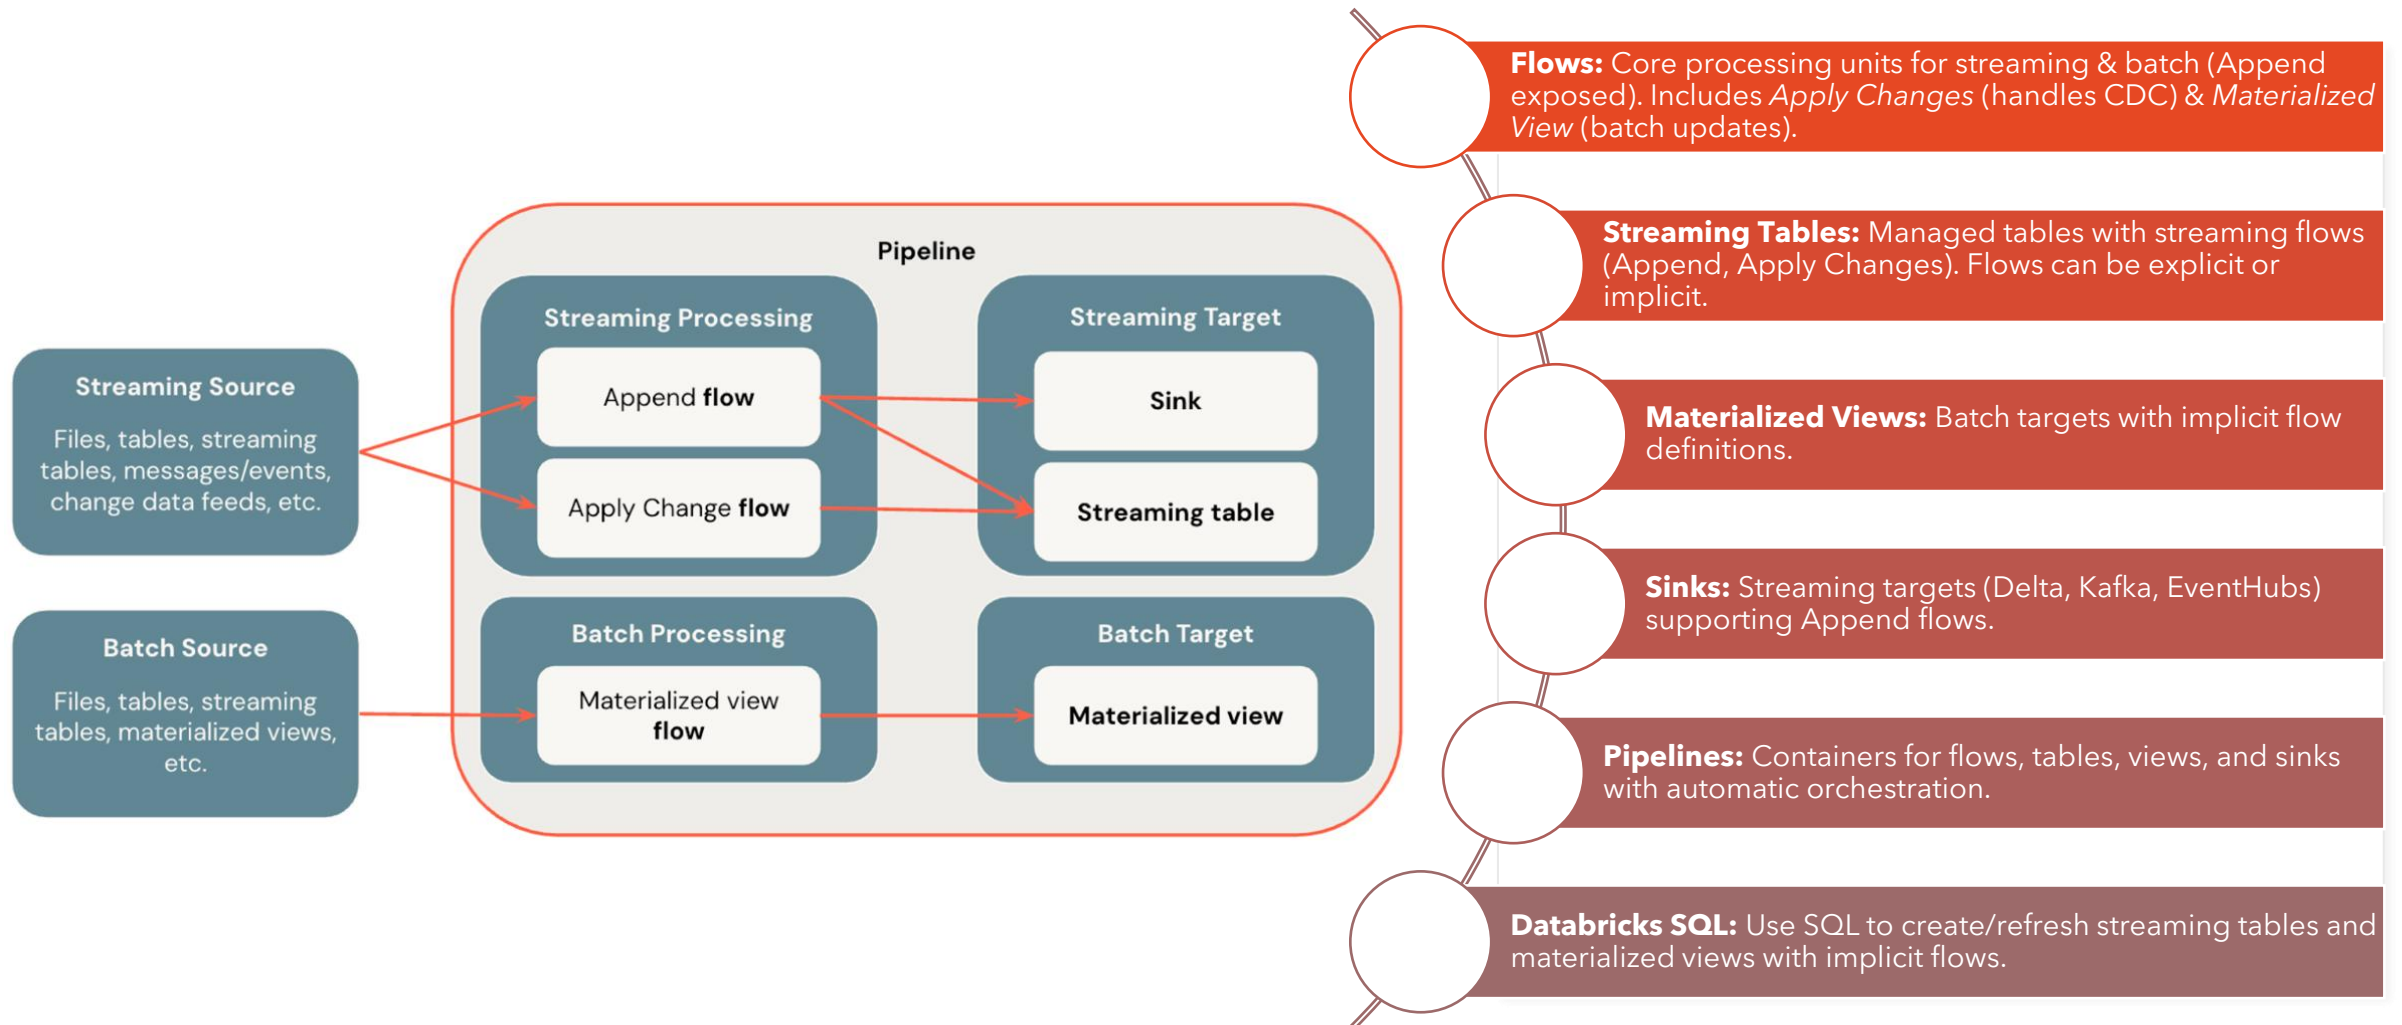 Pipeline
Streaming Source
Files, tables, streaming
tables, messages/events,
change data feeds, etc.
Batch Source
Files, tables, streaming
tables, materialized views,
etc.
Streaming Processing
Append flow
Apply Change flow
Streaming Target
Sink
Streaming table
Batch Processing
Materialized view
flow
Batch Target
Materialized view
Flows: Core processing units for streaming & batch (Append
exposed). Includes Apply Changes (handles CDC) & Materialized
View (batch updates).
Streaming Tables: Managed tables with streaming flows
(Append, Apply Changes). Flows can be explicit or
implicit.
Materialized Views: Batch targets with implicit flow
definitions.
Sinks: Streaming targets (Delta, Kafka, EventHubs)
supporting Append flows.
Pipelines: Containers for flows, tables, views, and sinks
with automatic orchestration.
Databricks SQL: Use SQL to create/refresh streaming tables and
materialized views with implicit flows.